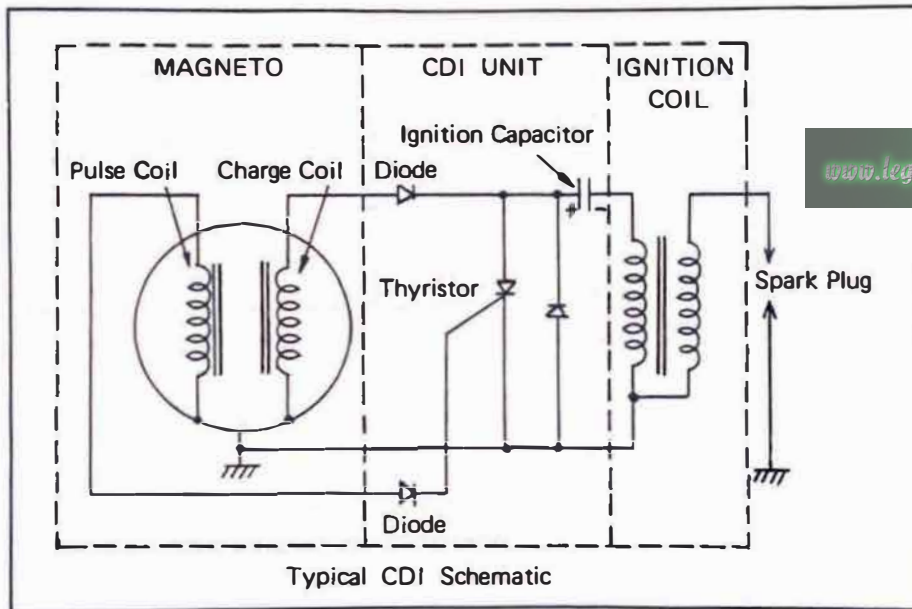 MAGNETO
CDI UNIT
IGNITION
COIL
Ignition Capacitor
Pulse Coil
Charge Coil
Diode
Thyristor
Spark Plug
Diode
Typical CDI Schematic